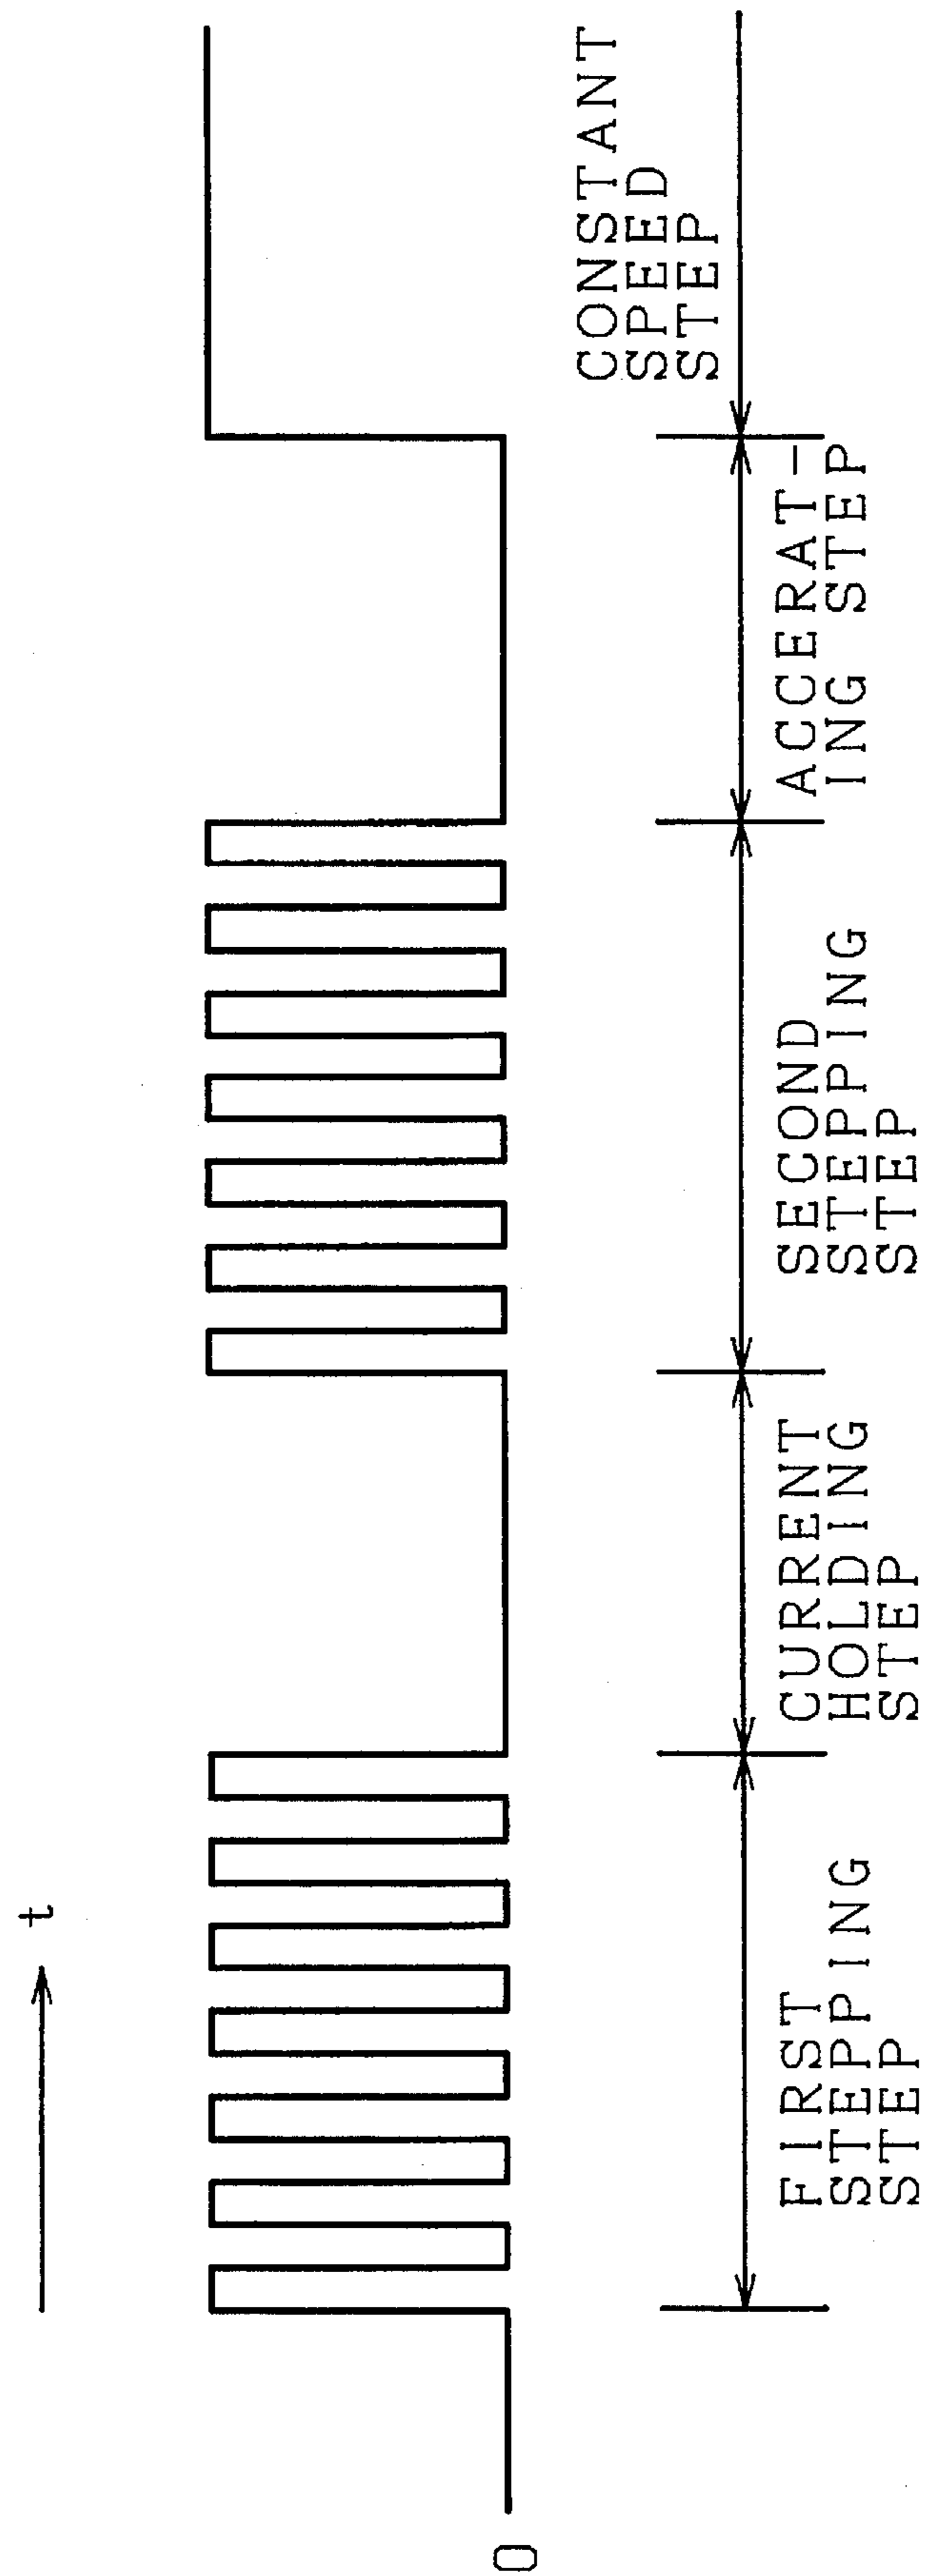 t
0
FIRST
STEPPING
STEP
CURRENT
HOLDING
STEP
SECOND
STEPPING
STEP
ACCERAT-
ING STEP
CONSTANT
SPEED
STEP